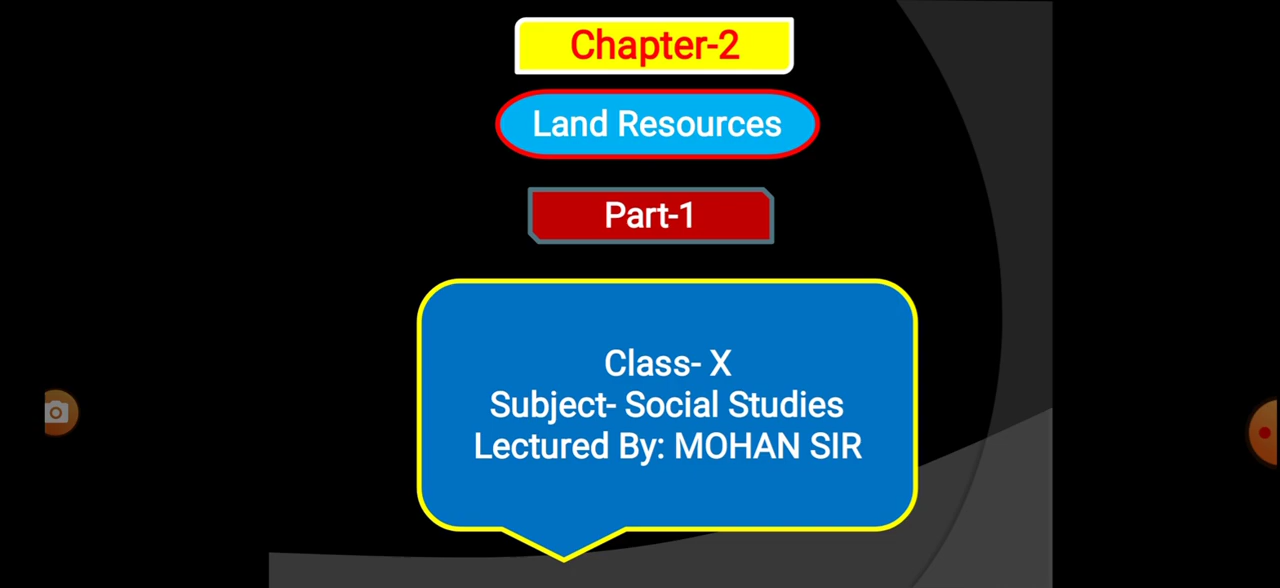 Chapter-2
Land Resources
Part-1
Class- X
Subject- Social Studies
Lectured By: MOHAN SIR